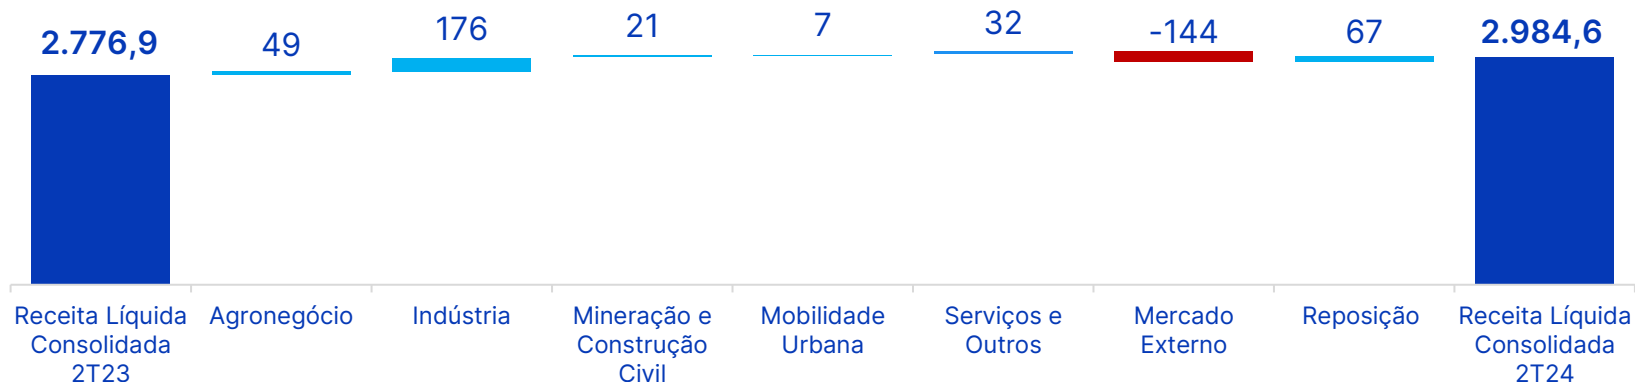 2.776,9
49
176
21
7
32
-144
67
2.984,6
Receita Líquida
Consolidada
2T23
Agronegócio
Indústria
Mineração e
Construção
Civil
Mobilidade
Urbana
Serviços e
Outros
Mercado
Externo
Reposição
Receita Líquida
Consolidada
2T24